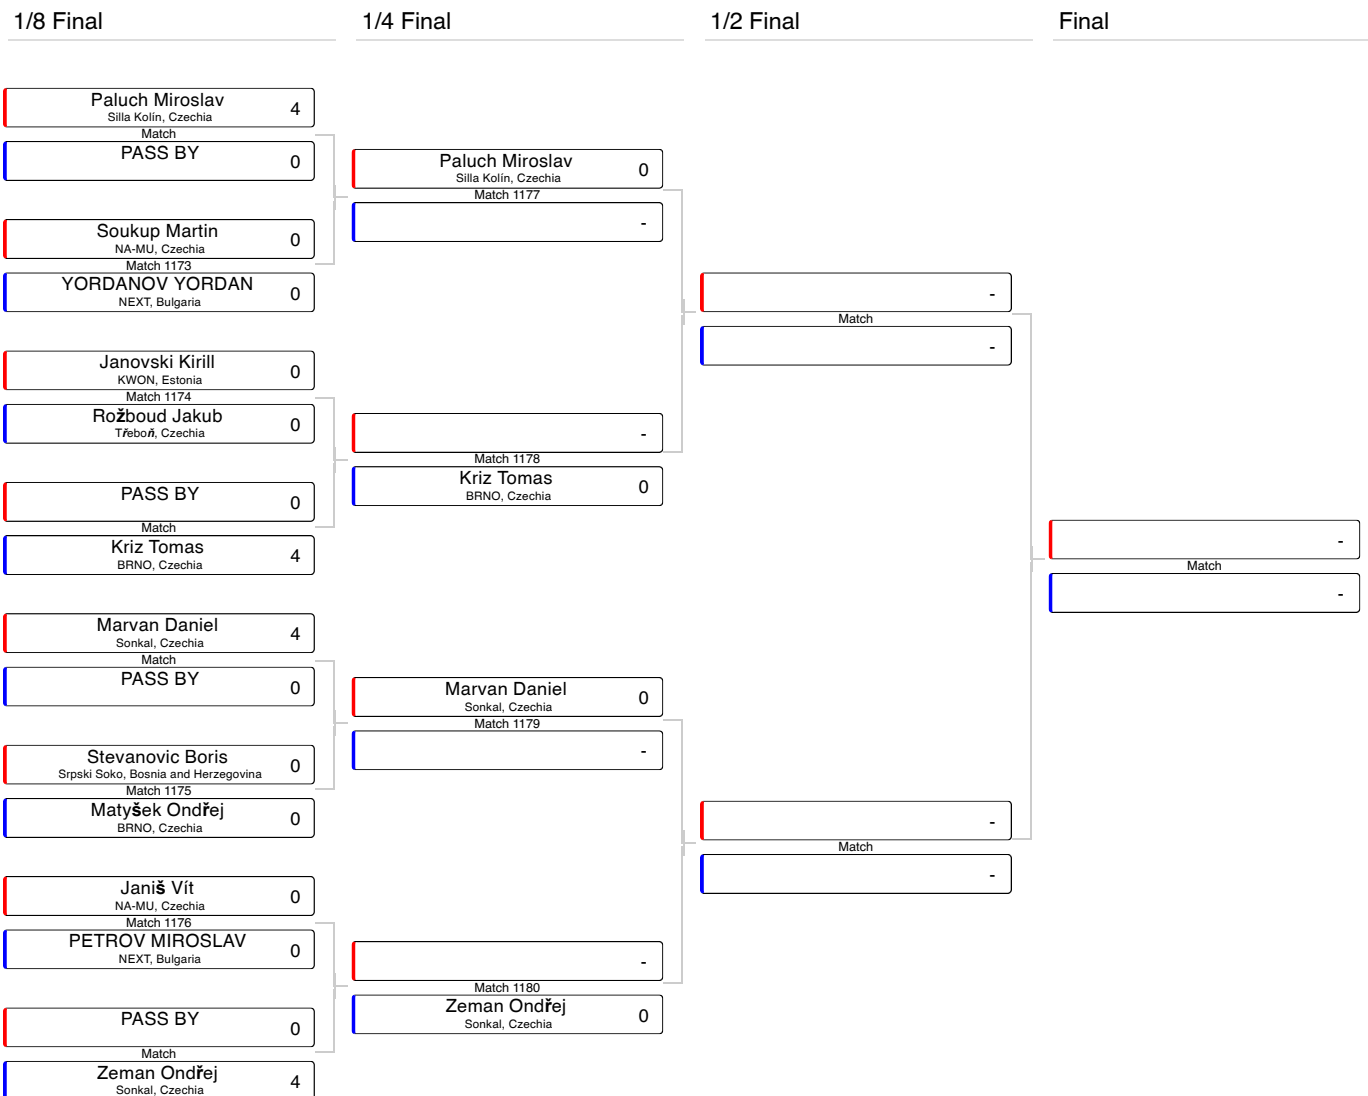 1/8 Final
1/4 Final
1/2 Final
Final
Paluch Miroslav 4
Silla Kolín, Czechia
Match
PASS BY 0
Soukup Martin 0
NA-MU, Czechia
Match 1173
YORDANOV YORDAN 0
NEXT, Bulgaria
Janovski Kirill 0
KWON, Estonia
Match 1174
Rožboud Jakub 0
Třeboň, Czechia
PASS BY 0
Match
Kriz Tomas 4
BRNO, Czechia
Marvan Daniel 4
Sonkal, Czechia
Match
PASS BY 0
Stevanovic Boris 0
Srpski Soko, Bosnia and Herzegovina
Match 1175
Matyšek Ondřej 0
BRNO, Czechia
Janiš Vít 0
NA-MU, Czechia
Match 1176
PETROV MIROSLAV 0
NEXT, Bulgaria
PASS BY 0
Match
Zeman Ondřej 4
Sonkal, Czechia
Paluch Miroslav 0
Silla Kolín, Czechia
Match 1177
-
-
Match 1178
Kriz Tomas 0
BRNO, Czechia
Marvan Daniel 0
Sonkal, Czechia
Match 1179
-
-
Match 1180
Zeman Ondřej 0
Sonkal, Czechia
-
Match
-
-
Match
-
-
Match
-